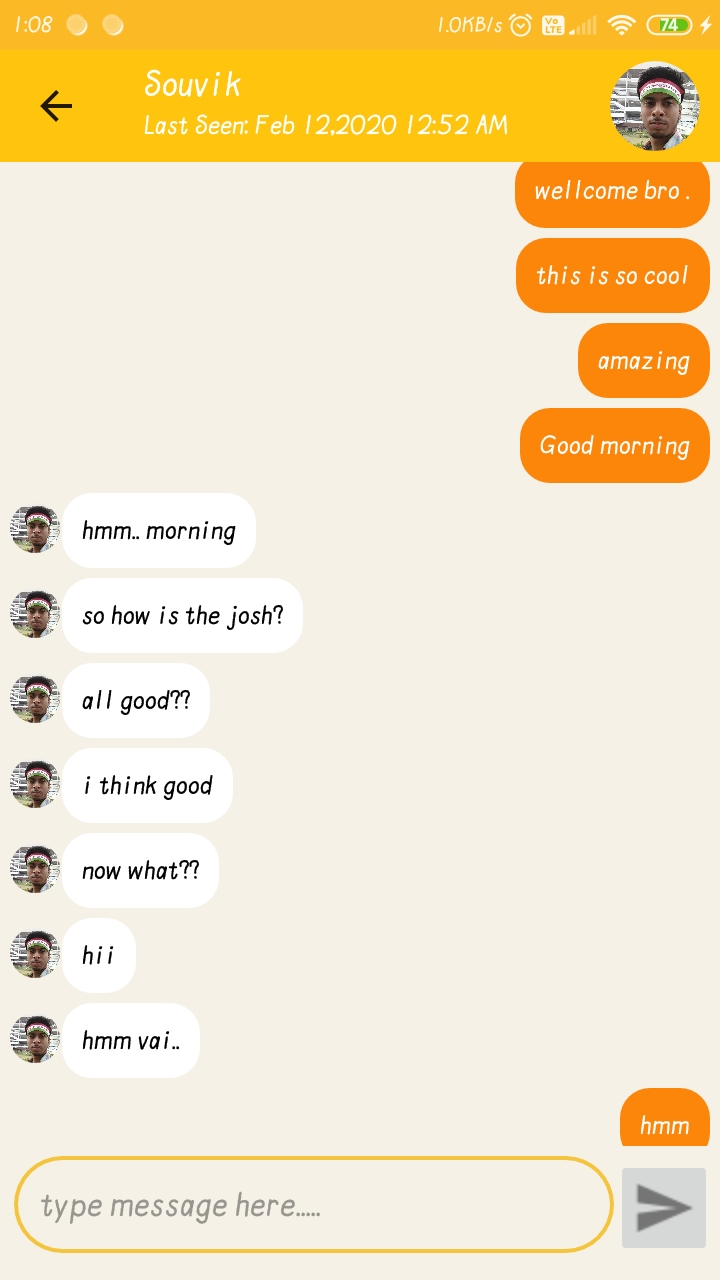 1:08 1.0KB/s Vo LTE 74
Souvik
Last Seen: Feb 12,2020 12:52 AM
wellcome bro .
this is so cool
amazing
Good morning
hmm.. morning
so how is the josh?
all good??
i think good
now what??
hii
hmm vai..
hmm
type message here.....